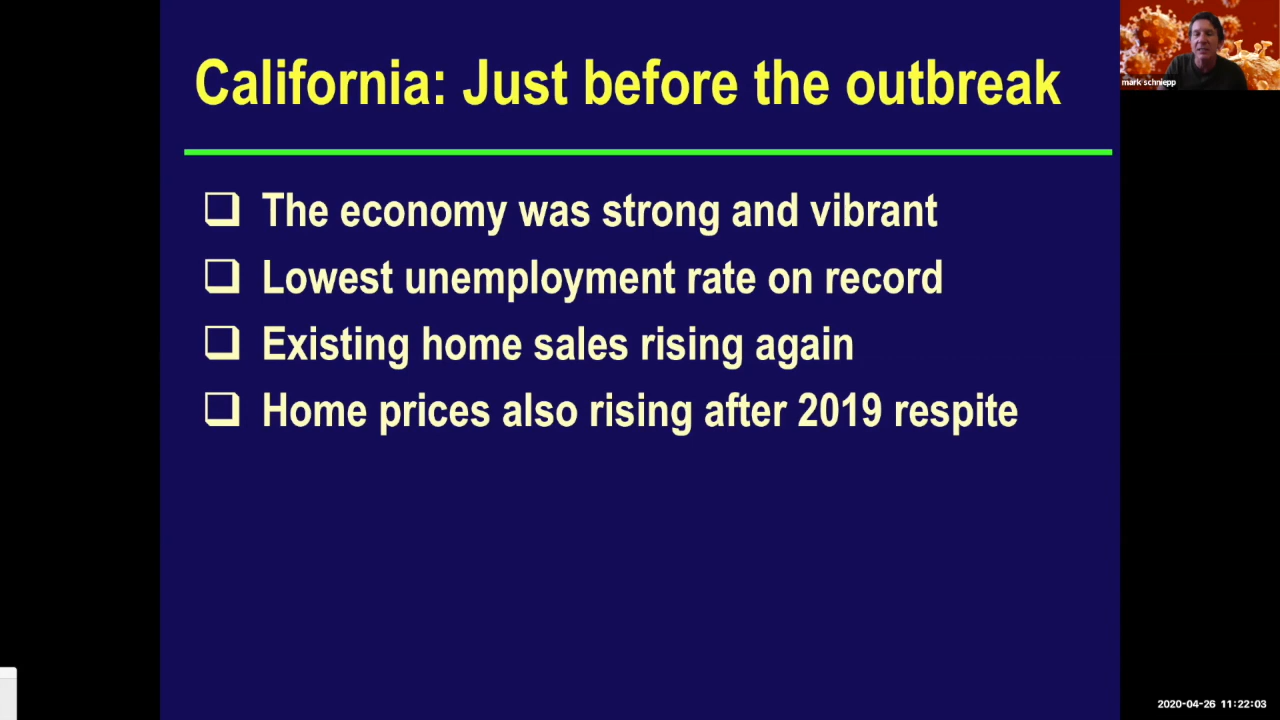 California: Just before the outbreak
mark schniepp
❑ The economy was strong and vibrant
❑ Lowest unemployment rate on record
❑ Existing home sales rising again
❑ Home prices also rising after 2019 respite
2020-04-26 11:22:03